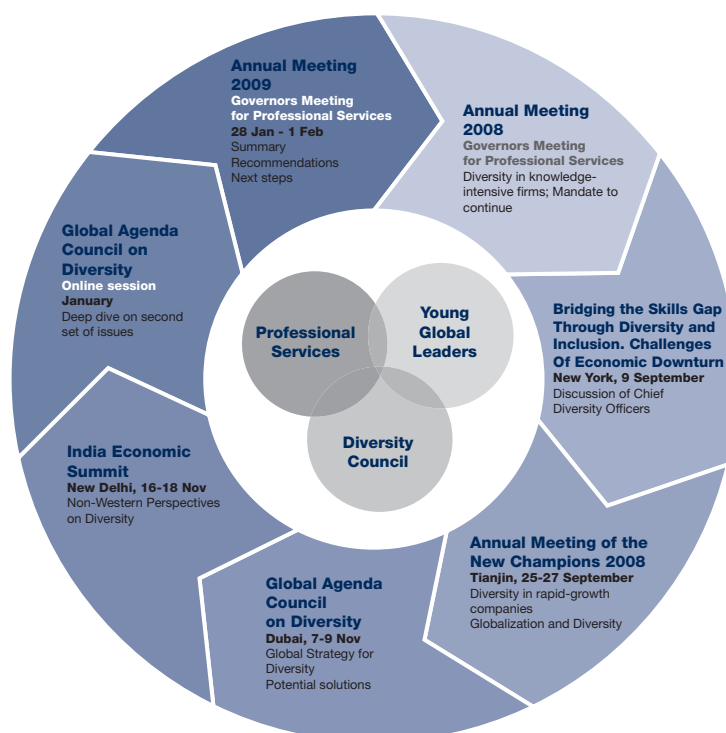 Annual Meeting
2009
Governors Meeting
for Professional Services
28 Jan - 1 Feb
Summary
Recommendations
Next steps
Annual Meeting
2008
Governors Meeting
for Professional Services
Diversity in knowledge-
intensive firms; Mandate to
continue
Bridging the Skills Gap
Through Diversity and
Inclusion. Challenges
Of Economic Downturn
New York, 9 September
Discussion of Chief
Diversity Officers
Annual Meeting of the
New Champions 2008
Tianjin, 25-27 September
Diversity in rapid-growth
companies
Globalization and Diversity
Global Agenda
Council
on Diversity
Dubai, 7-9 Nov
Global Strategy for
Diversity
Potential solutions
India Economic
Summit
New Delhi, 16-18 Nov
Non-Western Perspectives
on Diversity
Global Agenda
Council on
Diversity
Online session
January
Deep dive on second
set of issues
Professional
Services
Young
Global
Leaders
Diversity
Council